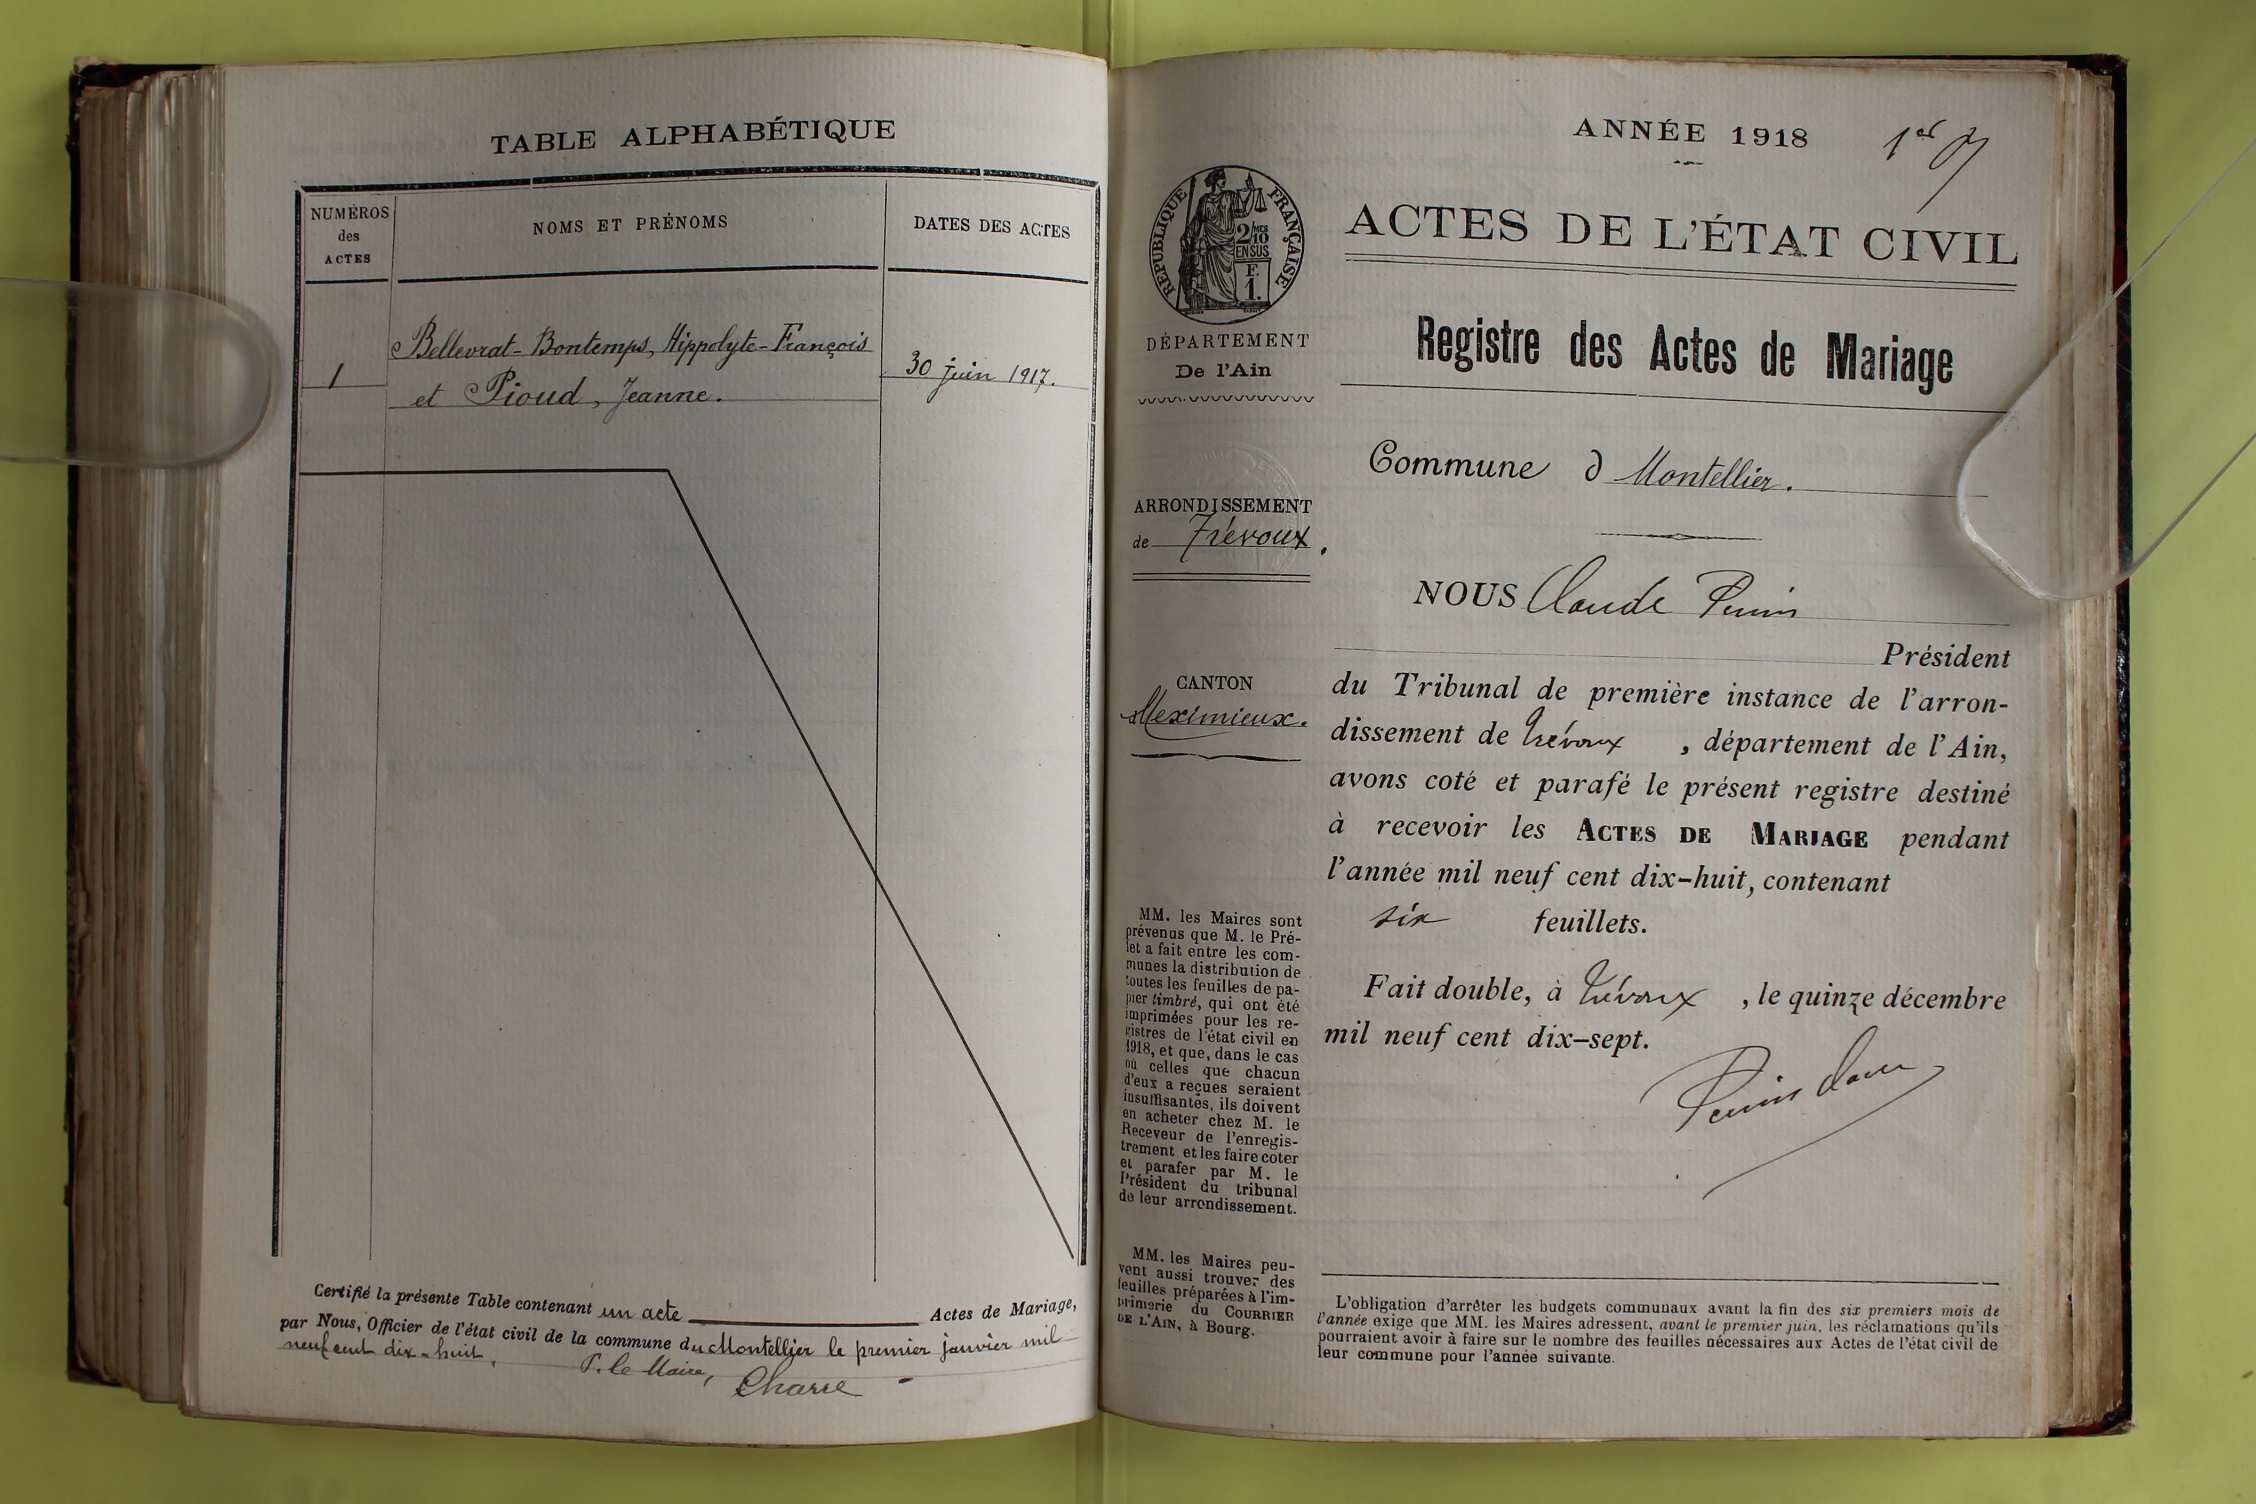 TABLE ALPHABÉTIQUE
NUMÉROS
des
ACTES
NOMS ET PRÉNOMS
DATES DES ACTES
1
Bellevrat-Bontemps, Hippolyte-François
et Pioud, Jeanne.
30 juin 1917.
Certifié la présente Table contenant un acte Actes de Mariage,
par Nous, Officier de l'état civil de la commune du Montellier le premier janvier mil
neuf cent dix-huit,
P. le Maire,
Charre
ANNÉE 1918
1er
RÉPUBLIQUE FRANÇAISE
2/10
EN SUS
F.
1.
DÉPARTEMENT
De l'Ain
ARRONDISSEMENT
de Trévoux.
CANTON
Meximieux.
MM. les Maires sont
prévenus que M. le Pré-
fet a fait entre les com-
munes la distribution de
toutes les feuilles de pa-
pier timbré, qui ont été
imprimées pour les re-
gistres de l'état civil en
1918, et que, dans le cas
où celles que chacun
d'eux a reçues seraient
insuffisantes, ils doivent
en acheter chez M. le
Receveur de l'enregis-
trement et les faire coter
et parafer par M. le
Président du tribunal
de leur arrondissement.
MM. les Maires peu-
vent aussi trouver des
feuilles préparées à l'im-
primerie du COURRIER
DE L'AIN, à Bourg.
ACTES DE L'ÉTAT CIVIL
Registre des Actes de Mariage
Commune d Montellier.
NOUS Claude
Président
du Tribunal de première instance de l'arron-
dissement de Trévoux , département de l'Ain,
avons coté et parafé le présent registre destiné
à recevoir les ACTES DE MARIAGE pendant
l'année mil neuf cent dix-huit, contenant
six feuillets.
Fait double, à Trévoux , le quinze décembre
mil neuf cent dix-sept.
L'obligation d'arrêter les budgets communaux avant la fin des six premiers mois de
l'année exige que MM. les Maires adressent, avant le premier juin, les réclamations qu'ils
pourraient avoir à faire sur le nombre des feuilles nécessaires aux Actes de l'état civil de
leur commune pour l'année suivante.